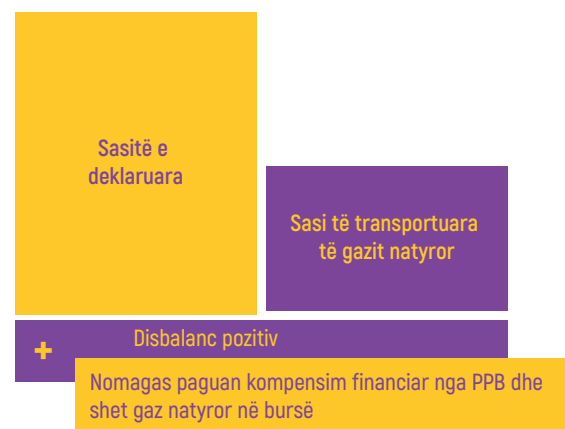 Sasitë e
deklaruara
Sasi të transportuara
të gazit natyror
+ Disbalanc pozitiv
Nomagas paguan kompensim financiar nga PPB dhe
shet gaz natyror në bursë